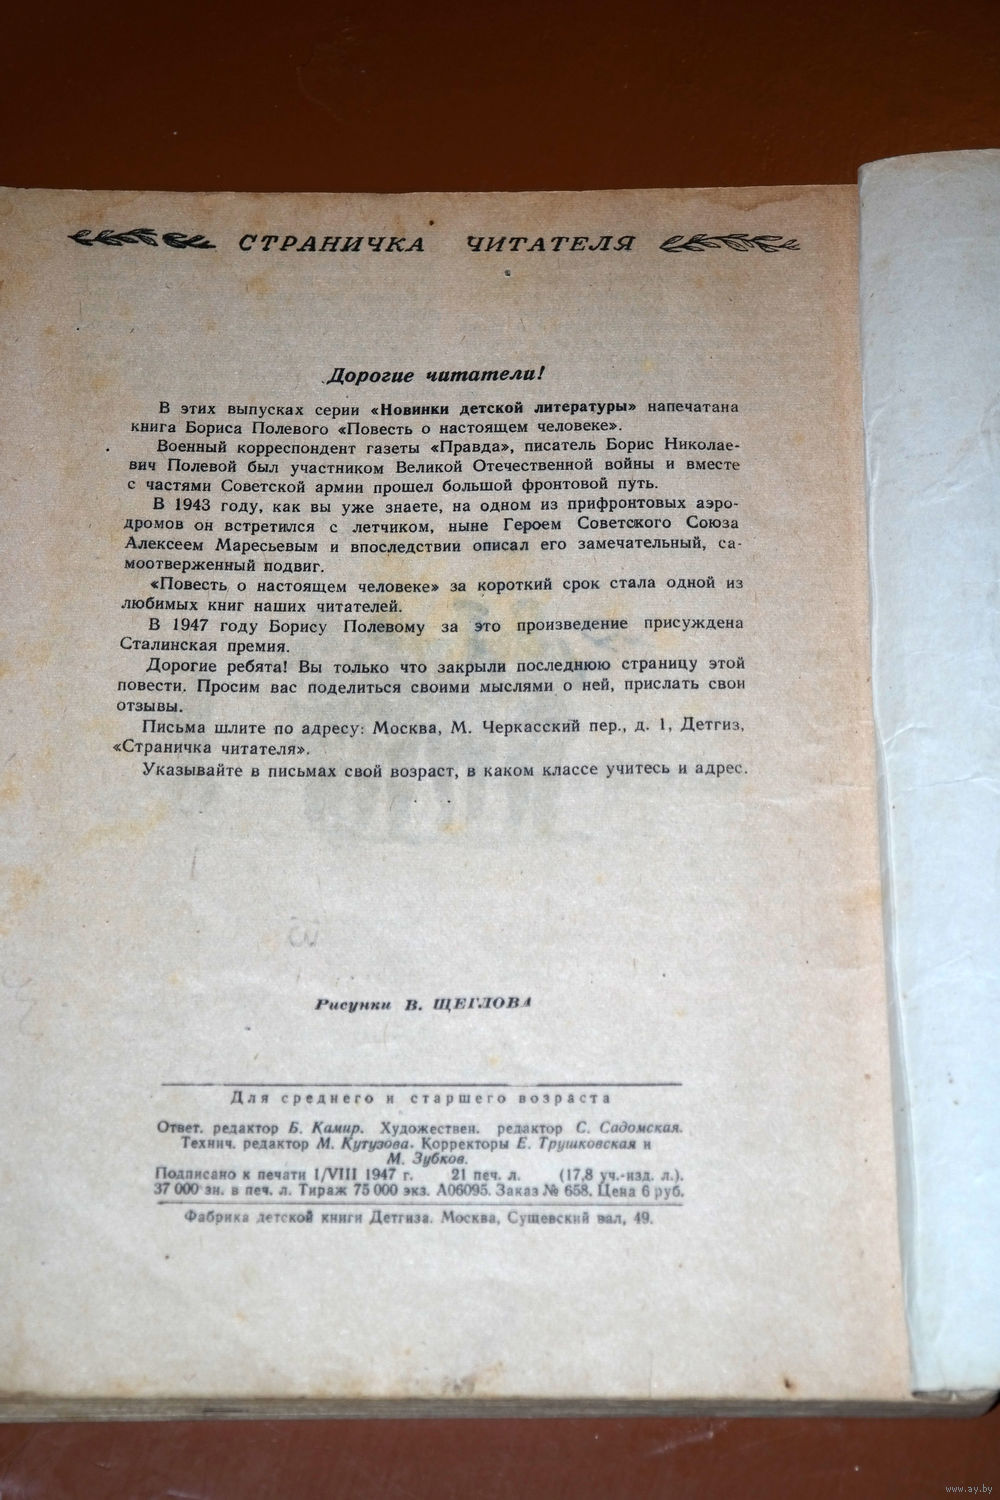 СТРАНИЧКА ЧИТАТЕЛЯ
Дорогие читатели!
В этих выпусках серии «Новинки детской литературы» напечатана
книга Бориса Полевого «Повесть о настоящем человеке».
Военный корреспондент газеты «Правда», писатель Борис Николае-
вич Полевой был участником Великой Отечественной войны и вместе
с частями Советской армии прошел большой фронтовой путь.
В 1943 году, как вы уже знаете, на одном из прифронтовых аэро-
дромов он встретился с летчиком, ныне Героем Советского Союза
Алексеем Маресьевым и впоследствии описал его замечательный, са-
моотверженный подвиг.
«Повесть о настоящем человеке» за короткий срок стала одной из
любимых книг наших читателей.
В 1947 году Борису Полевому за это произведение присуждена
Сталинская премия.
Дорогие ребята! Вы только что закрыли последнюю страницу этой
повести. Просим вас поделиться своими мыслями о ней, прислать свои
отзывы.
Письма шлите по адресу: Москва, М. Черкасский пер., д. 1, Детгиз,
«Страничка читателя».
Указывайте в письмах свой возраст, в каком классе учитесь и адрес.
Рисунки В. ЩЕГЛОВА
Для среднего и старшего возраста
Ответ. редактор Б. Камир. Художествен. редактор С. Садомская.
Технич. редактор М. Кутузова. Корректоры Е. Трушковская и
М. Зубков.
Подписано к печати 1/VIII 1947 г. 21 печ. л. (17,8 уч.-изд. л.).
37 000 зн. в печ. л. Тираж 75 000 экз. А06095. Заказ № 658. Цена 6 руб.
Фабрика детской книги Детгиза. Москва, Сущевский вал, 49.
www.ay.by